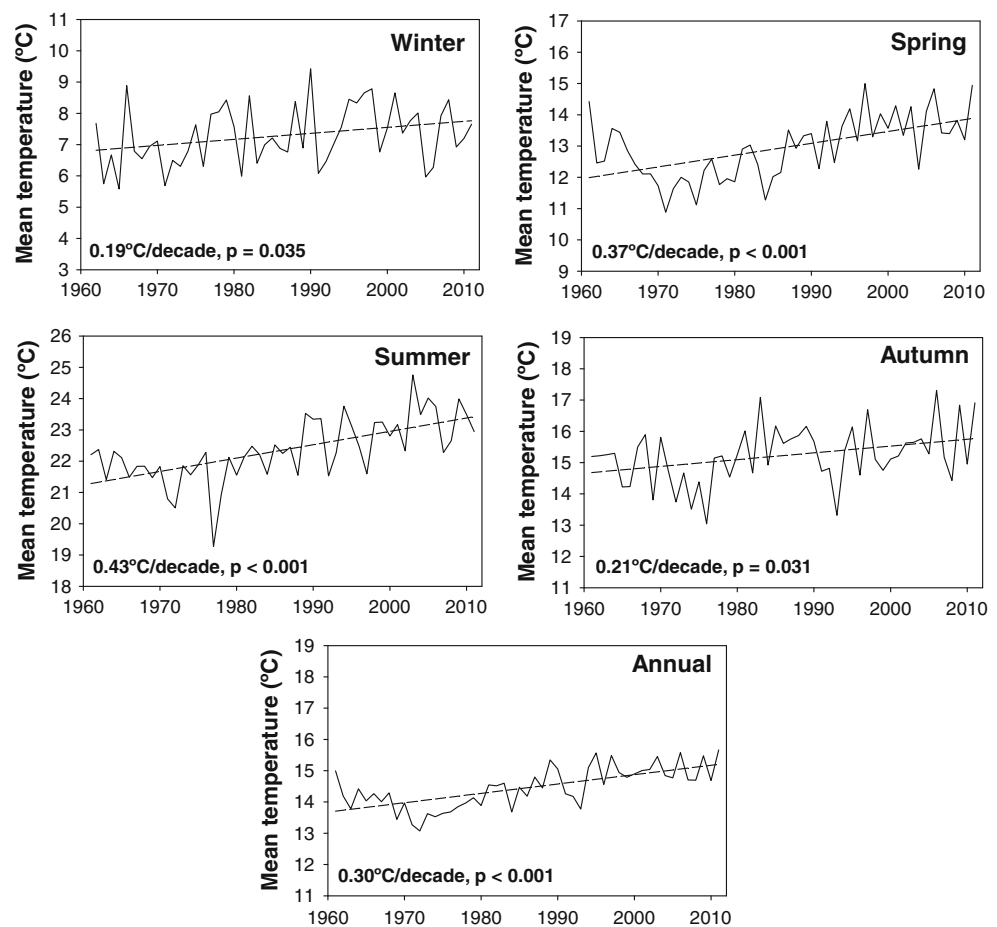 Winter
Mean temperature (ºC)
11
10
9
8
7
6
5
4
3
0.19ºC/decade, p = 0.035
1960 1970 1980 1990 2000 2010
Spring
Mean temperature (ºC)
17
16
15
14
13
12
11
10
9
0.37ºC/decade, p < 0.001
1960 1970 1980 1990 2000 2010
Summer
Mean temperature (ºC)
26
25
24
23
22
21
20
19
18
0.43ºC/decade, p < 0.001
1960 1970 1980 1990 2000 2010
Autumn
Mean temperature (ºC)
19
18
17
16
15
14
13
12
11
0.21ºC/decade, p = 0.031
1960 1970 1980 1990 2000 2010
Annual
Mean temperature (ºC)
19
18
17
16
15
14
13
12
11
0.30ºC/decade, p < 0.001
1960 1970 1980 1990 2000 2010